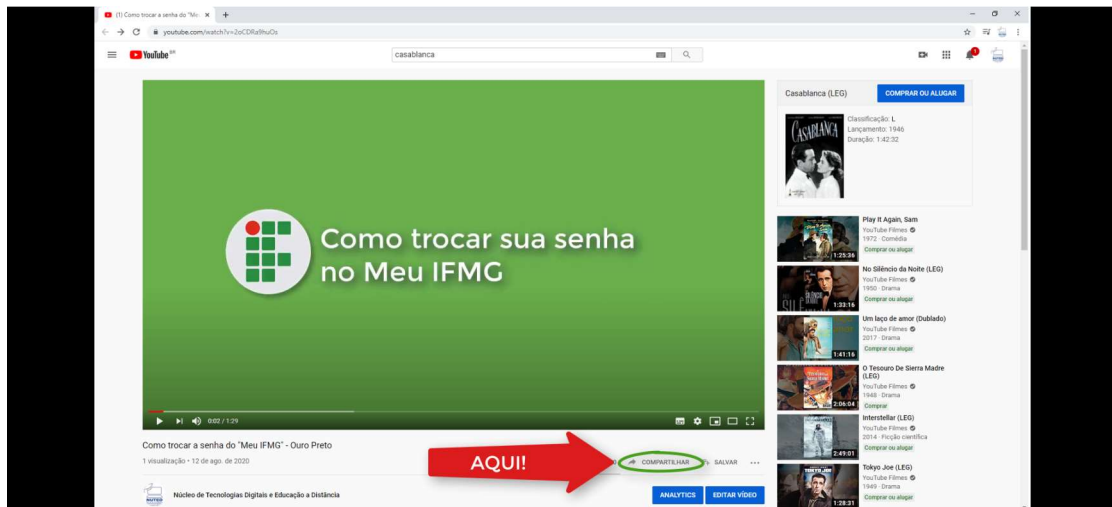 (1) Como trocar a senha do "Me
youtube.com/watch?v=2oCDRa9huOs
YouTube BR
casablanca
Casablanca (LEG)
COMPRAR OU ALUGAR
CASABLANCA
Classificação: L
Lançamento: 1946
Duração: 1:42:32
Como trocar sua senha
no Meu IFMG
0:02 / 1:29
Play It Again, Sam
YouTube Filmes
1972 · Comédia
Comprar ou alugar
1:25:36
No Silêncio da Noite (LEG)
YouTube Filmes
1950 · Drama
Comprar ou alugar
1:33:16
Um laço de amor (Dublado)
YouTube Filmes
2017 · Drama
Comprar ou alugar
1:41:16
O Tesouro De Sierra Madre
(LEG)
YouTube Filmes
1948 · Drama
Comprar
2:06:04
Interstellar (LEG)
YouTube Filmes
2014 · Ficção científica
Comprar ou alugar
2:49:01
Tokyo Joe (LEG)
YouTube Filmes
1949 · Drama
Comprar ou alugar
1:28:31
Como trocar a senha do "Meu IFMG" - Ouro Preto
1 visualização • 12 de ago. de 2020
AQUI!
COMPARTILHAR
SALVAR
Núcleo de Tecnologias Digitais e Educação a Distância
ANALYTICS
EDITAR VÍDEO